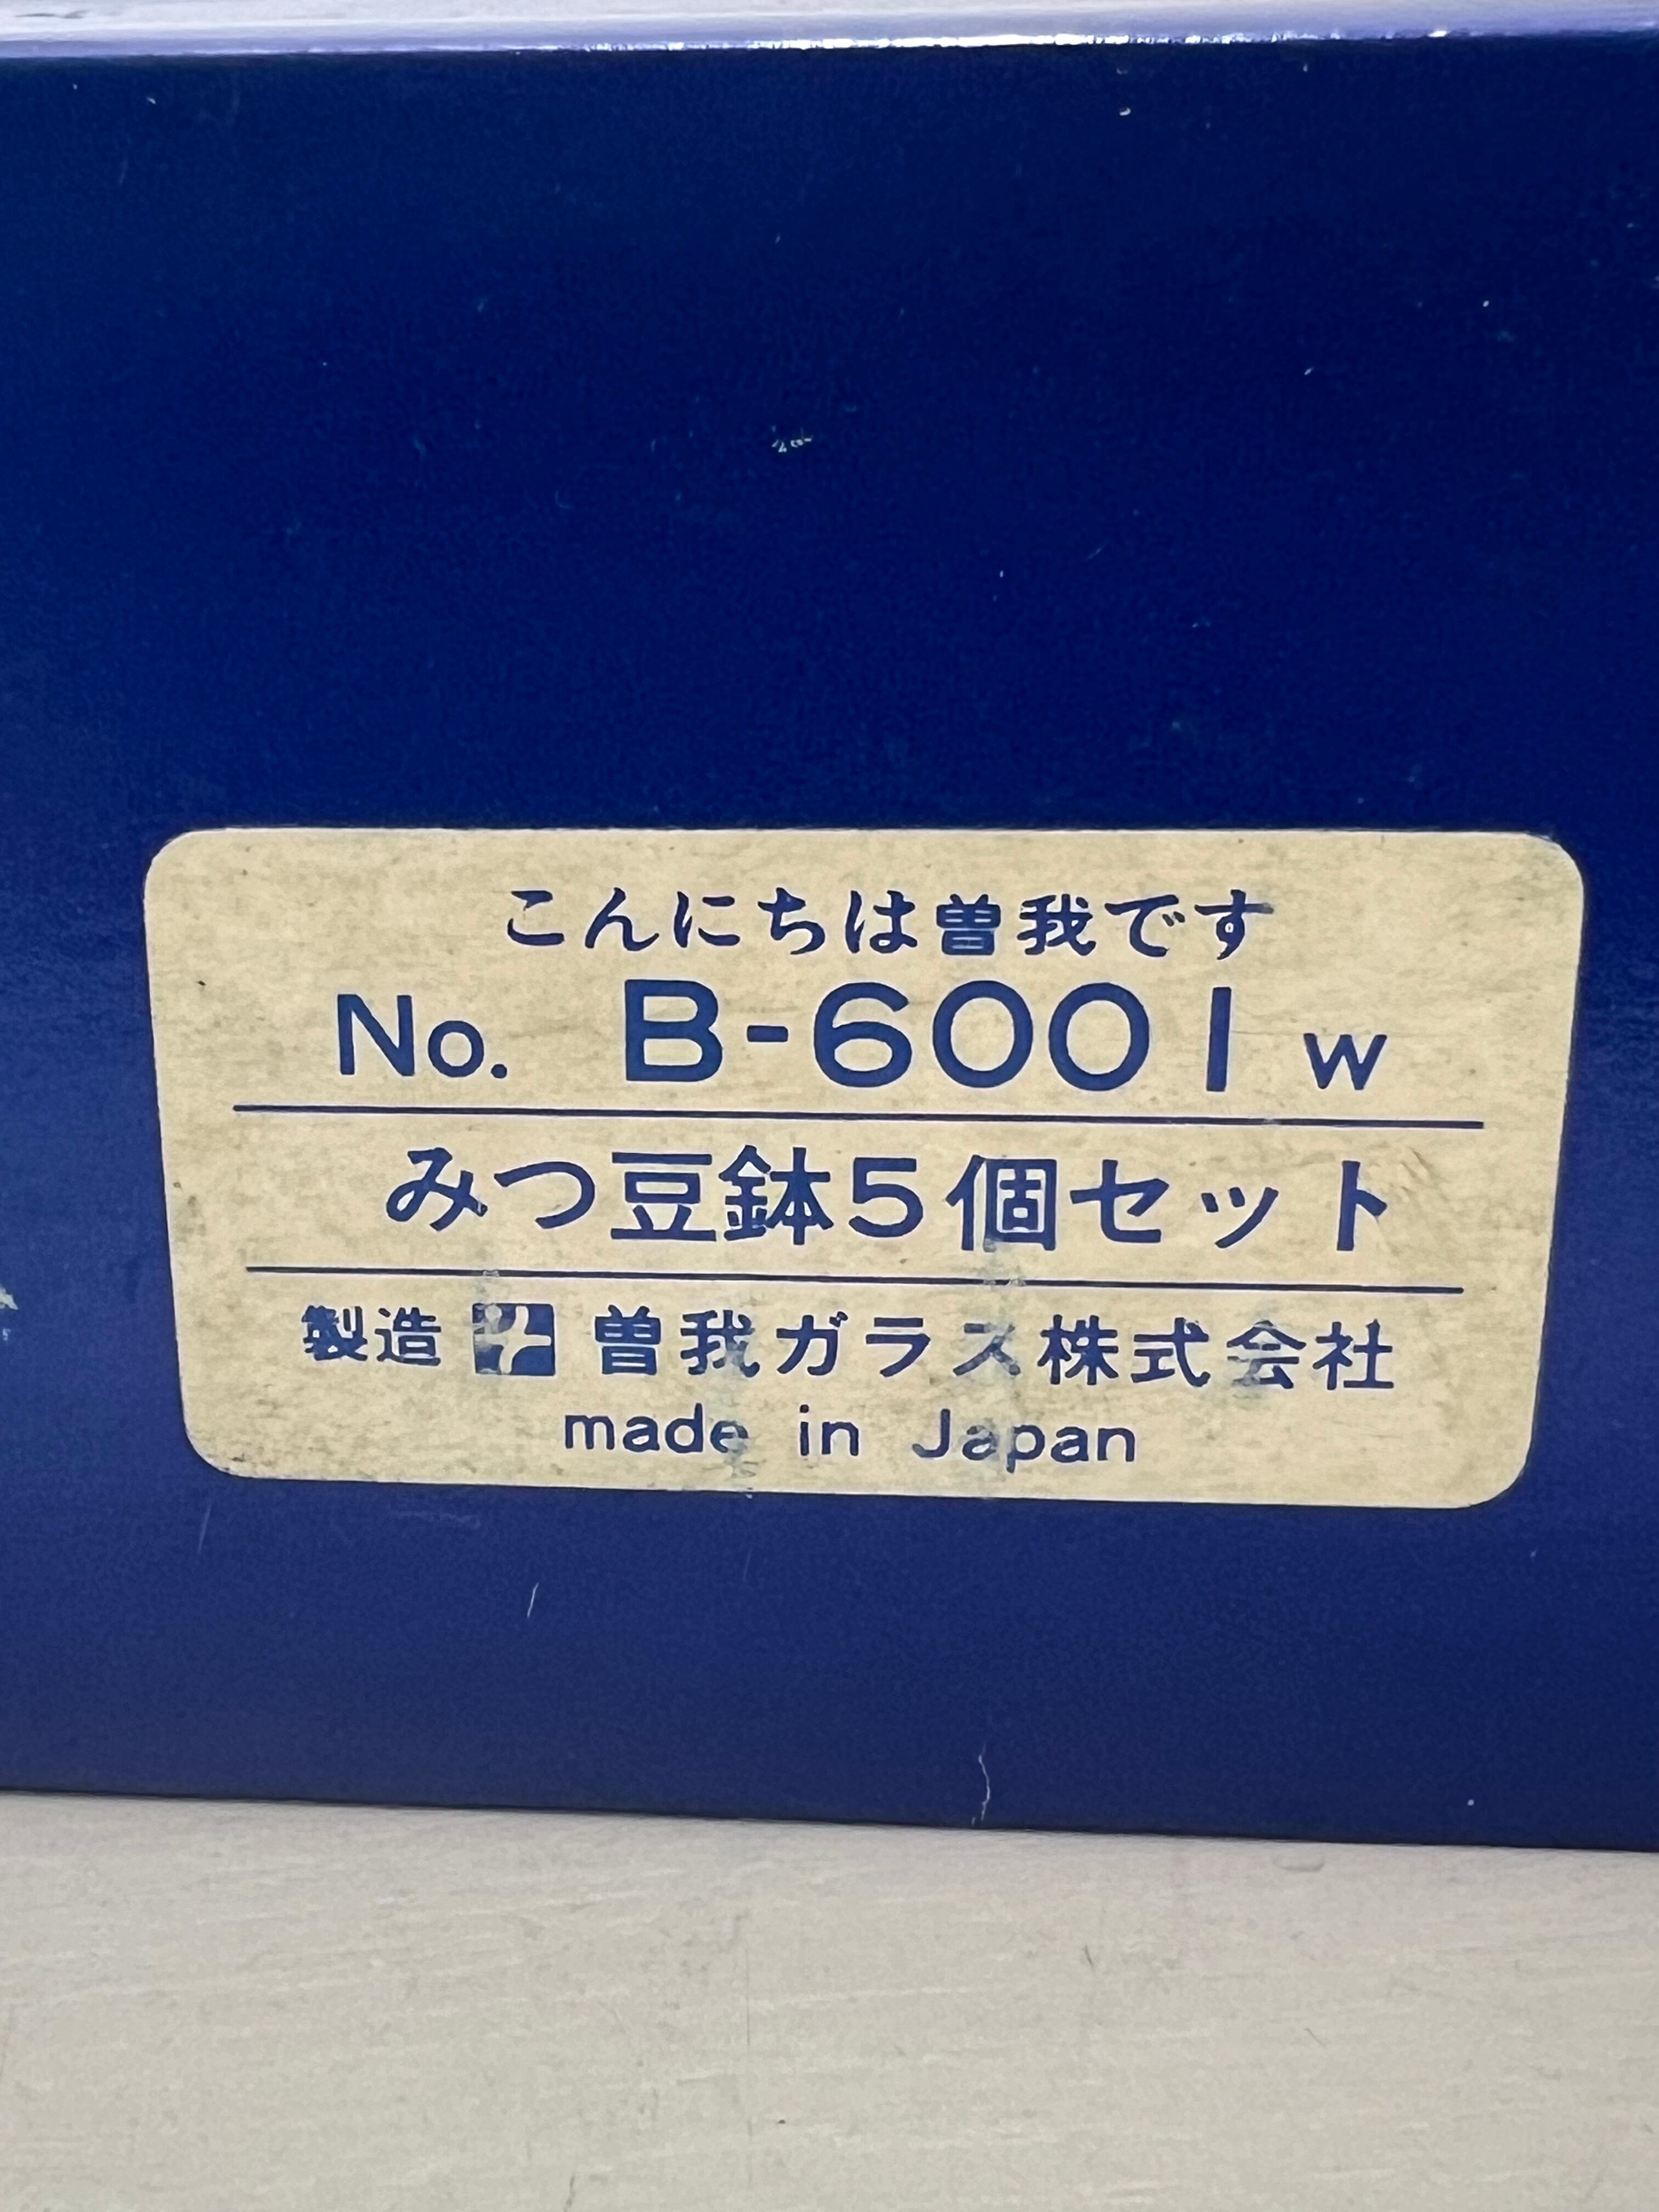 こんにちは曽我です
No. B-6001 w
みつ豆鉢5個セット
製造 曽我ガラス株式会社
made in Japan